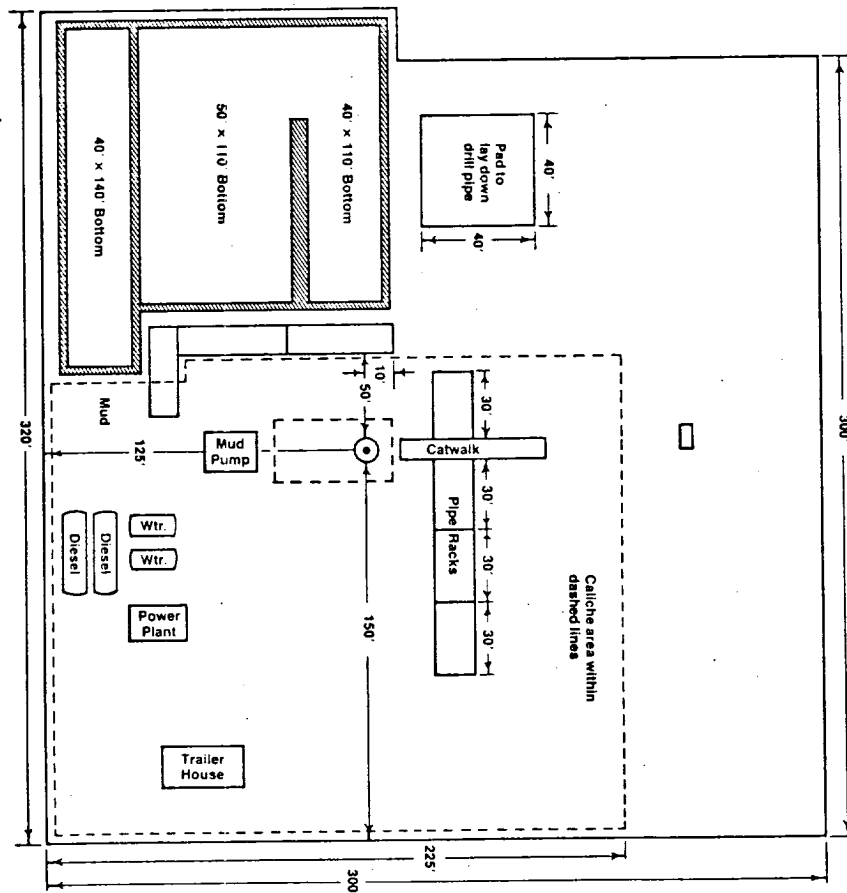 300'
40' × 140' Bottom
50' × 110' Bottom
40' × 110' Bottom
Pad to
lay down
drill pipe
40'
40'
320'
Mud
125'
Mud
Pump
50'
10'
30'
Catwalk
30'
Pipe Racks
30'
30'
Caliche area within
dashed lines
Diesel
Diesel
Wtr.
Wtr.
Power
Plant
150'
Trailer
House
225'
300